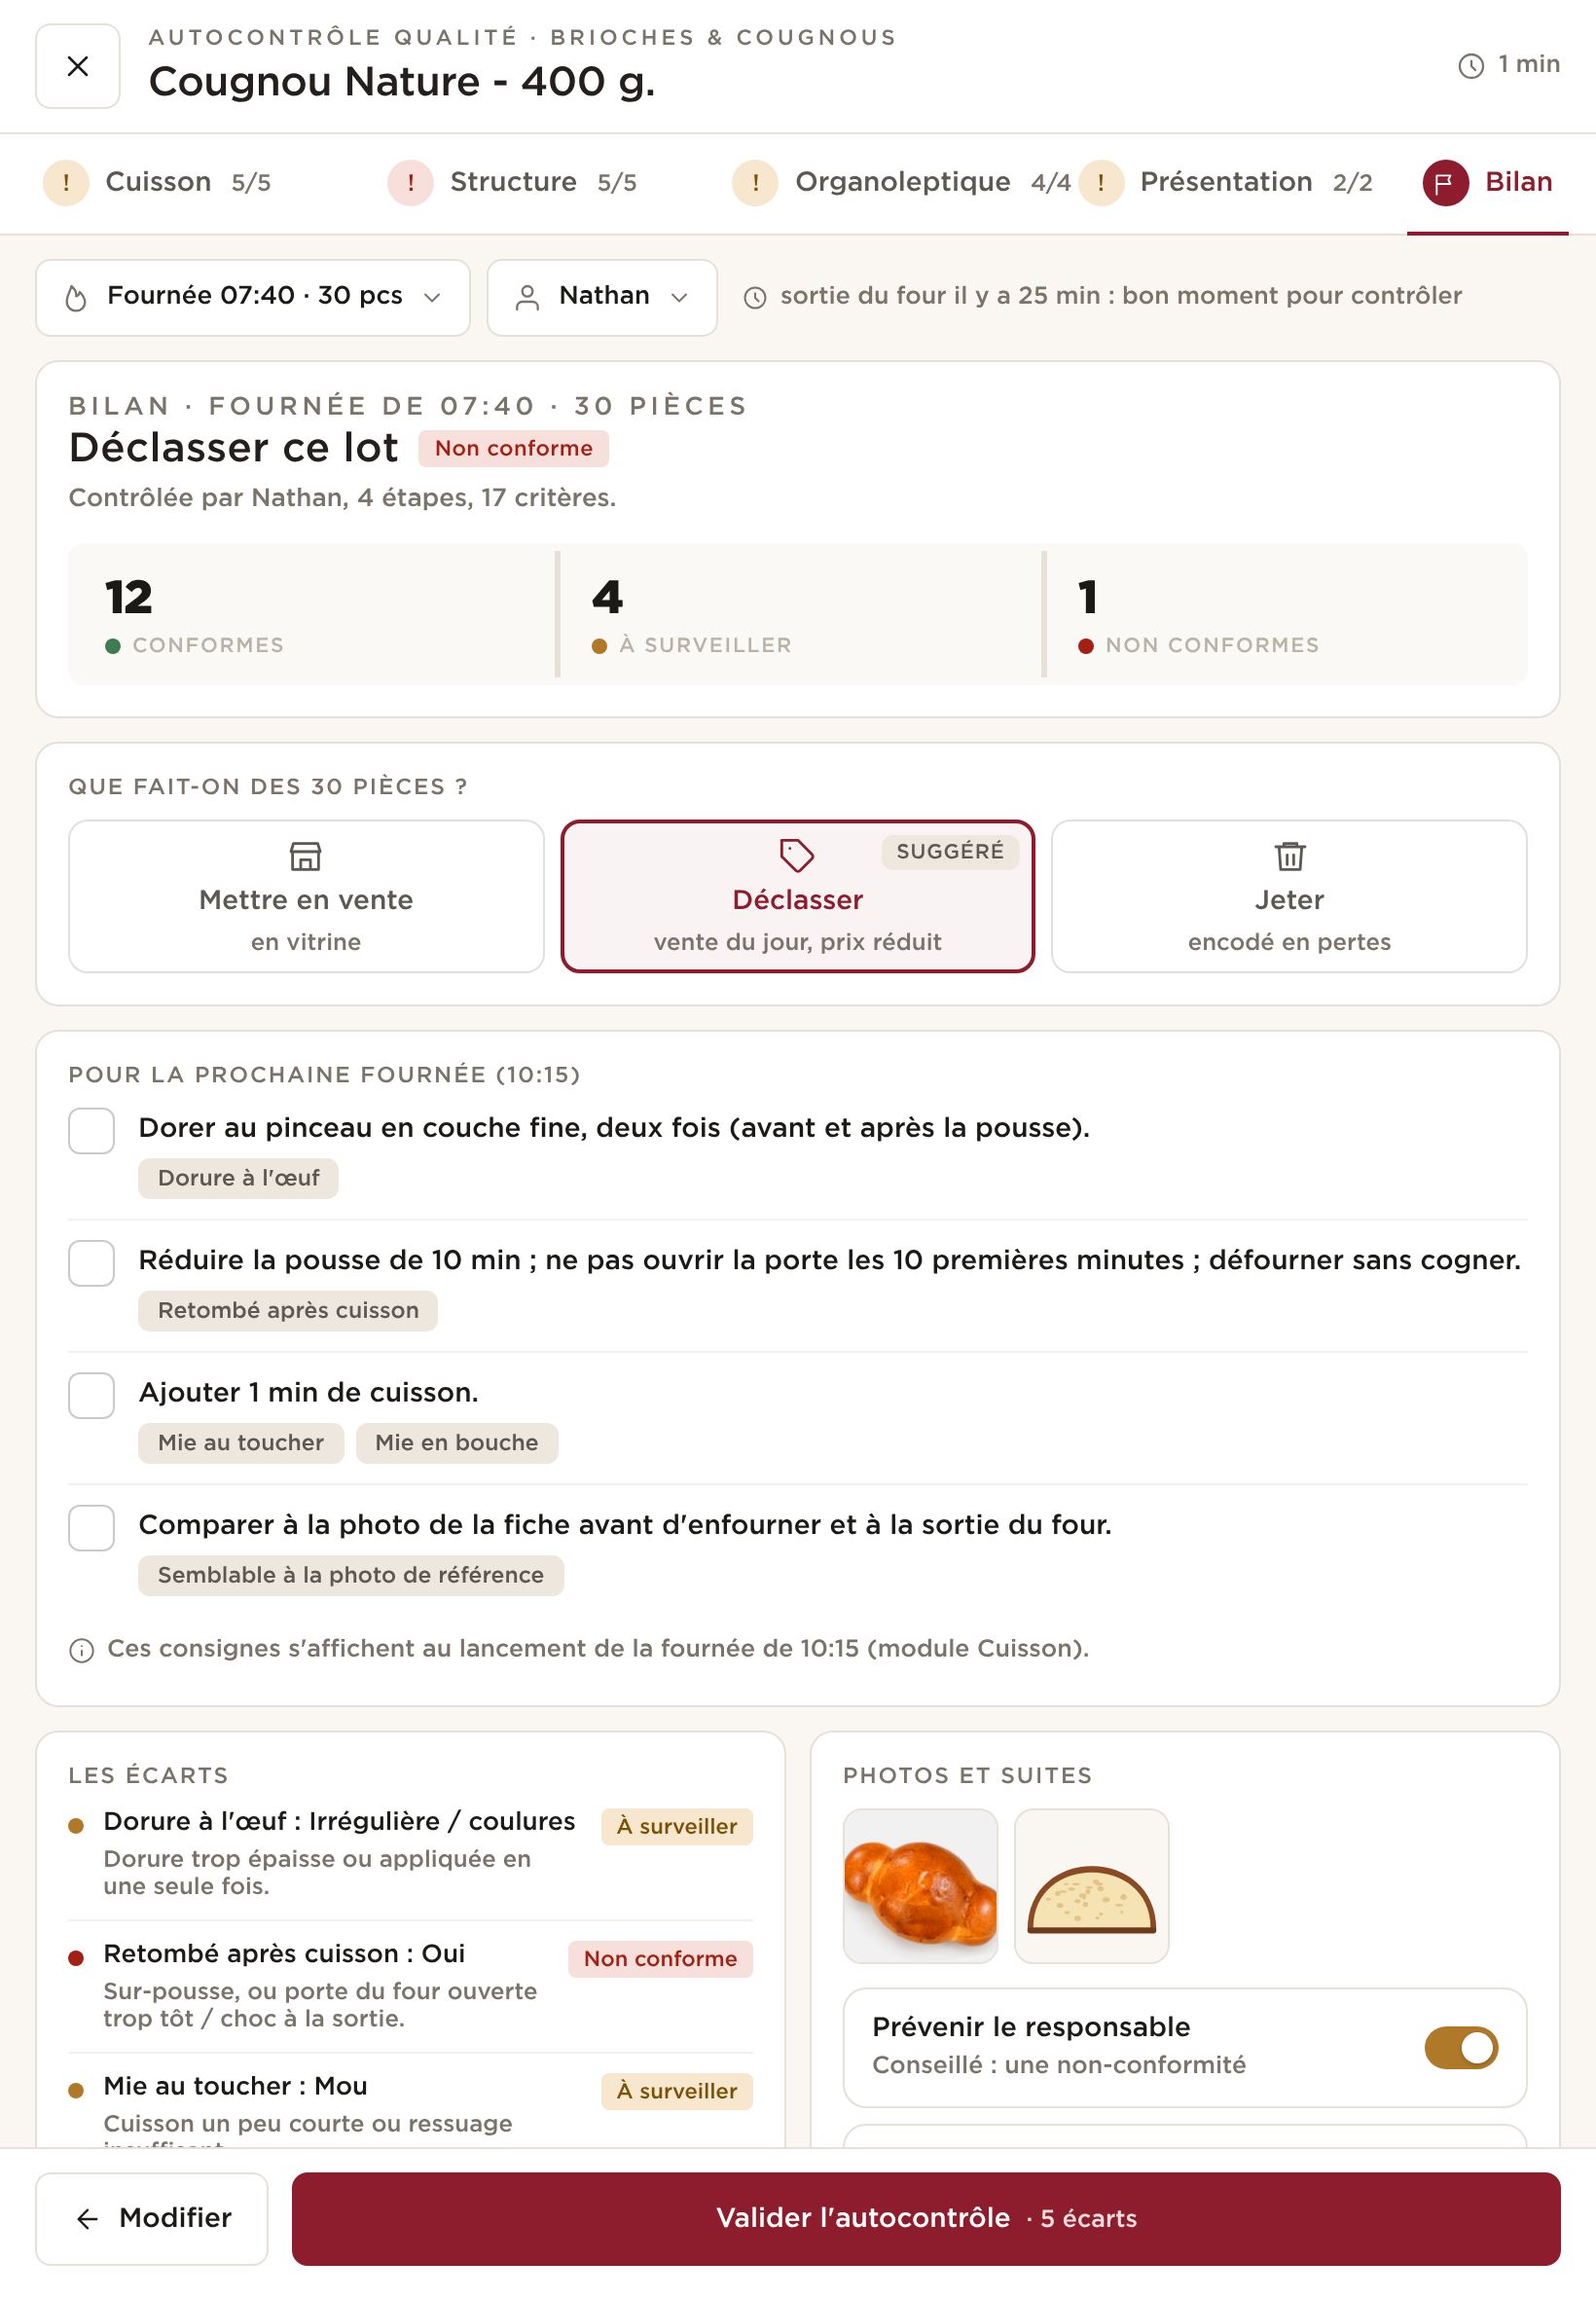 AUTOCONTRÔLE QUALITÉ · BRIOCHES & COUGNOUS
Cougnou Nature - 400 g.
1 min
! Cuisson 5/5
! Structure 5/5
! Organoleptique 4/4
! Présentation 2/2
Bilan
Fournée 07:40 · 30 pcs
Nathan
sortie du four il y a 25 min : bon moment pour contrôler
BILAN · FOURNÉE DE 07:40 · 30 PIÈCES
Déclasser ce lot Non conforme
Contrôlée par Nathan, 4 étapes, 17 critères.
12
CONFORMES
4
À SURVEILLER
1
NON CONFORMES
QUE FAIT-ON DES 30 PIÈCES ?
Mettre en vente
en vitrine
SUGGÉRÉ
Déclasser
vente du jour, prix réduit
Jeter
encodé en pertes
POUR LA PROCHAINE FOURNÉE (10:15)
Dorer au pinceau en couche fine, deux fois (avant et après la pousse).
Dorure à l'œuf
Réduire la pousse de 10 min ; ne pas ouvrir la porte les 10 premières minutes ; défourner sans cogner.
Retombé après cuisson
Ajouter 1 min de cuisson.
Mie au toucher Mie en bouche
Comparer à la photo de la fiche avant d'enfourner et à la sortie du four.
Semblable à la photo de référence
Ces consignes s'affichent au lancement de la fournée de 10:15 (module Cuisson).
LES ÉCARTS
Dorure à l'œuf : Irrégulière / coulures À surveiller
Dorure trop épaisse ou appliquée en
une seule fois.
Retombé après cuisson : Oui Non conforme
Sur-pousse, ou porte du four ouverte
trop tôt / choc à la sortie.
Mie au toucher : Mou À surveiller
Cuisson un peu courte ou ressuage
PHOTOS ET SUITES
Prévenir le responsable
Conseillé : une non-conformité
Modifier
Valider l'autocontrôle · 5 écarts